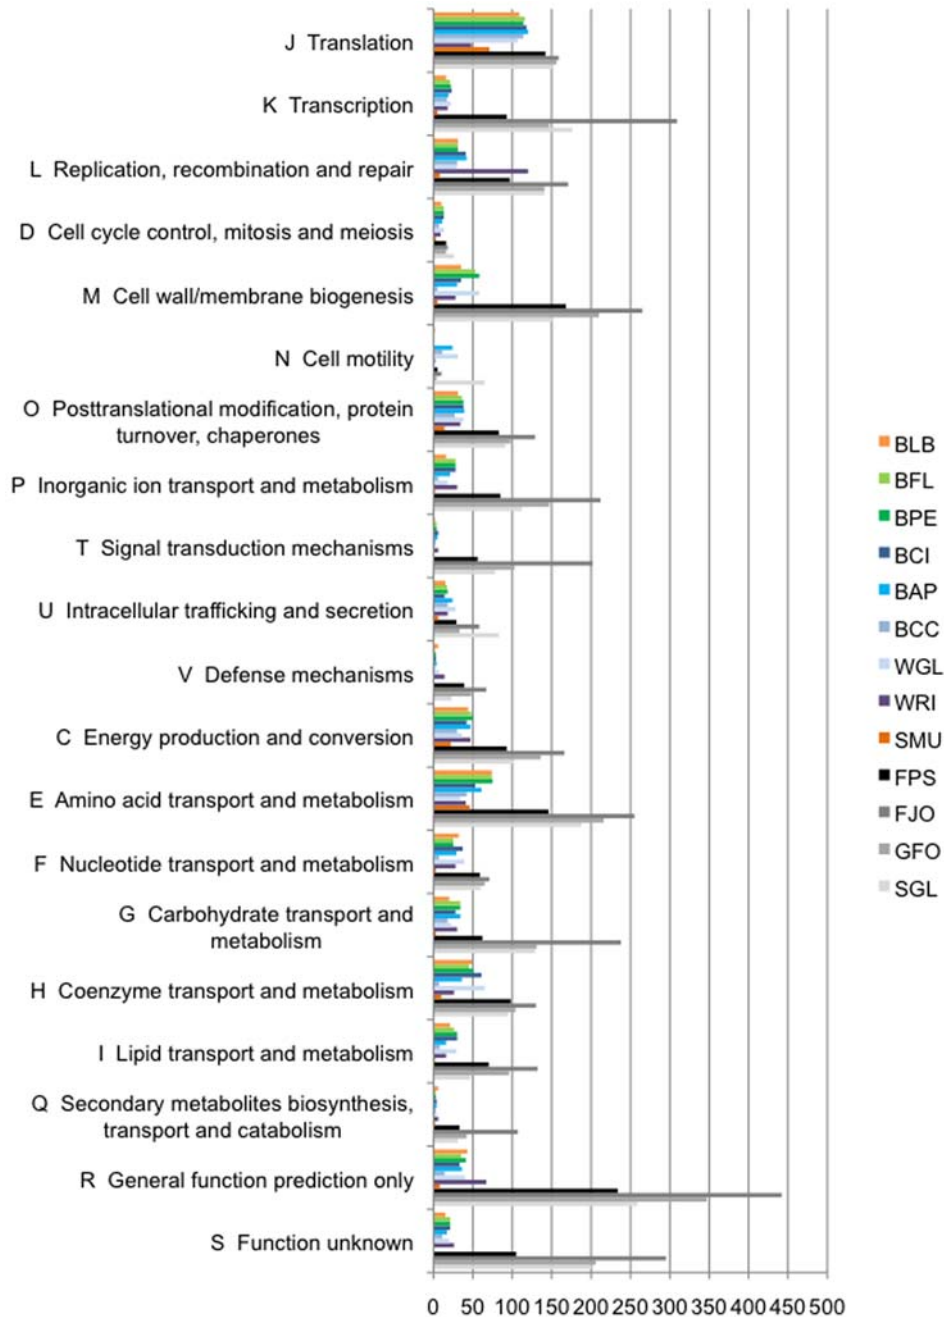 J Translation
K Transcription
L Replication, recombination and repair
D Cell cycle control, mitosis and meiosis
M Cell wall/membrane biogenesis
N Cell motility
O Posttranslational modification, protein
turnover, chaperones
P Inorganic ion transport and metabolism
T Signal transduction mechanisms
U Intracellular trafficking and secretion
V Defense mechanisms
C Energy production and conversion
E Amino acid transport and metabolism
F Nucleotide transport and metabolism
G Carbohydrate transport and
metabolism
H Coenzyme transport and metabolism
I Lipid transport and metabolism
Q Secondary metabolites biosynthesis,
transport and catabolism
R General function prediction only
S Function unknown
0 50 100 150 200 250 300 350 400 450 500
BLB
BFL
BPE
BCI
BAP
BCC
WGL
WRI
SMU
FPS
FJO
GFO
SGL